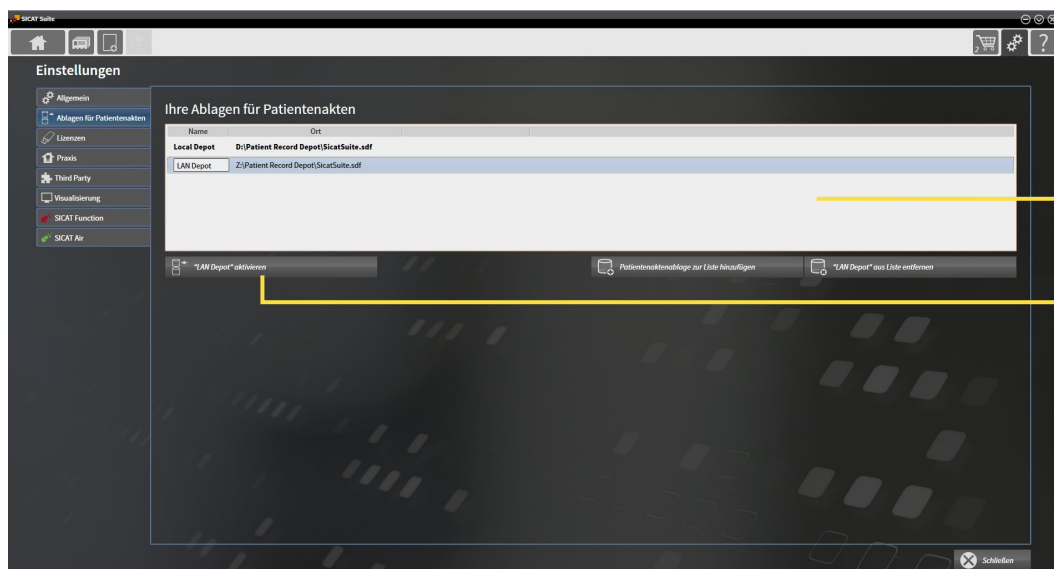 SICAT Suite
2
?
Einstellungen
Allgemein
Ablagen für Patientenakten
Lizenzen
Praxis
Third Party
Visualisierung
SICAT Function
SICAT Air
Ihre Ablagen für Patientenakten
Name Ort
Local Depot D:\Patient Record Depot\SicatSuite.sdf
LAN Depot Z:\Patient Record Depot\SicatSuite.sdf
"LAN Depot" aktivieren
Patientenaktenablage zur Liste hinzufügen
"LAN Depot" aus Liste entfernen
Schließen